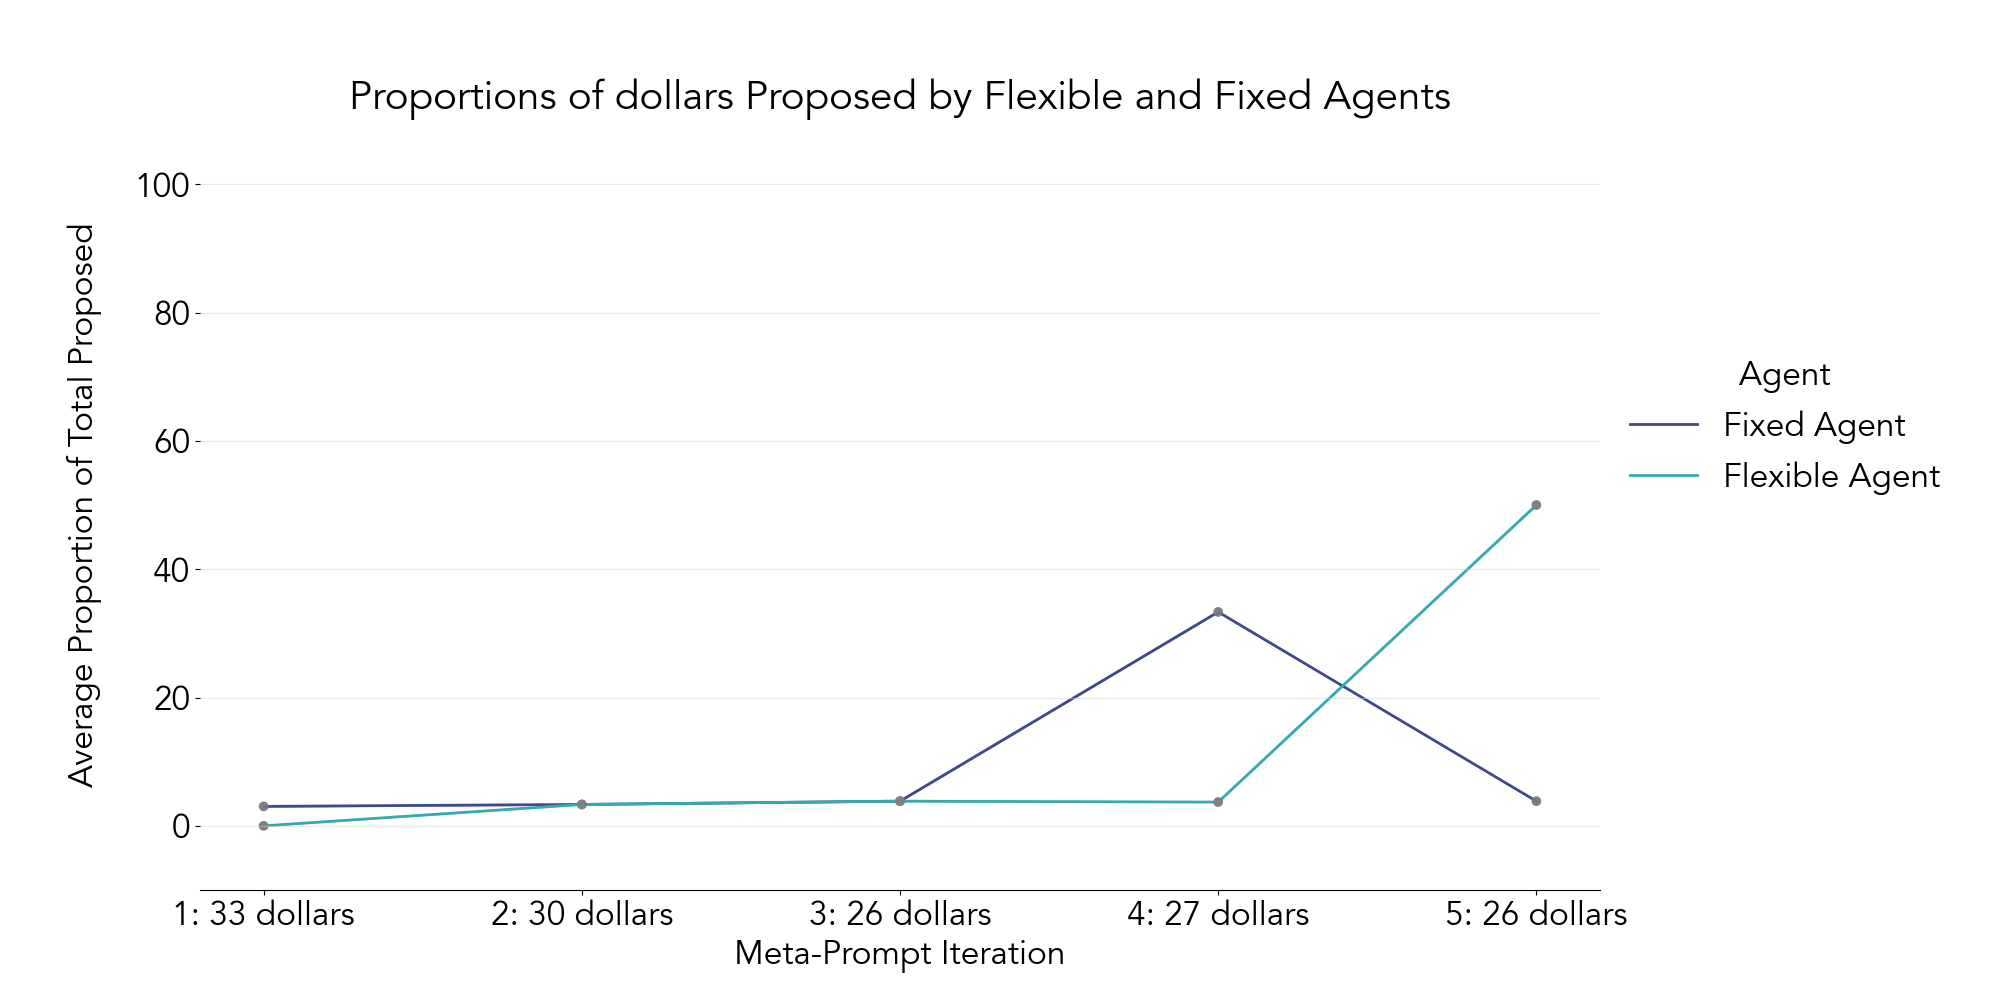 Proportions of dollars Proposed by Flexible and Fixed Agents
Average Proportion of Total Proposed
100
80
60
40
20
0
1: 33 dollars
2: 30 dollars
3: 26 dollars
4: 27 dollars
5: 26 dollars
Meta-Prompt Iteration
Agent
Fixed Agent
Flexible Agent